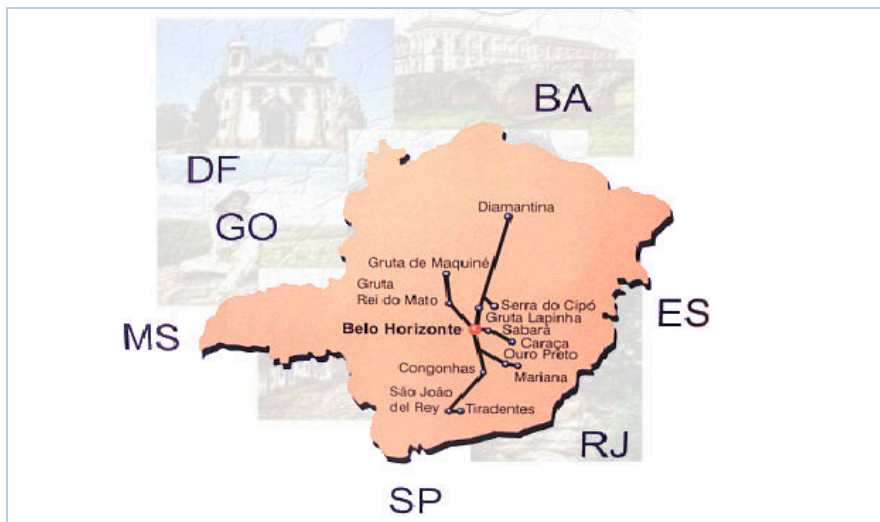 BA
DF
GO
Diamantina
Gruta de Maquiné
Gruta
Rei do Mato
Serra do Cipó
Gruta Lapinha
ES
MS
Belo Horizonte
Sabará
Caraça
Ouro Preto
Congonhas
Mariana
São João
del Rey
Tiradentes
RJ
SP